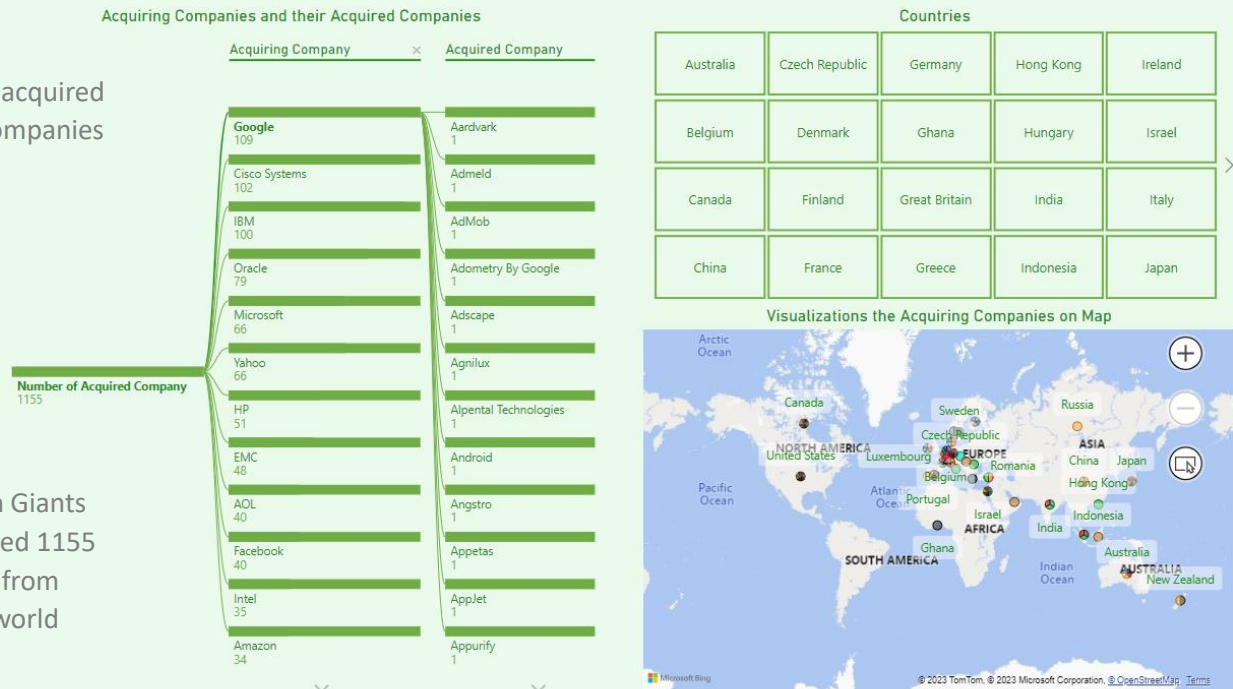 Acquiring Companies and their Acquired Companies
Acquiring Company
Acquired Company
acquired
ompanies
Number of Acquired Company
1155
Google
109
Cisco Systems
102
IBM
100
Oracle
79
Microsoft
66
Yahoo
66
HP
51
EMC
48
AOL
40
Facebook
40
Intel
35
Amazon
34
Aardvark
1
Admeld
1
AdMob
1
Adometry By Google
1
Adscape
1
Agnilux
1
Alpental Technologies
1
Android
1
Angstro
1
Appetas
1
AppJet
1
Appurify
1
Giants
ed 1155
from
world
Countries
Australia Czech Republic Germany Hong Kong Ireland
Belgium Denmark Ghana Hungary Israel
Canada Finland Great Britain India Italy
China France Greece Indonesia Japan
Visualizations the Acquiring Companies on Map
Arctic
Ocean
Canada
Sweden
Russia
Czech Republic
NORTH AMERICA
ASIA
United States
Luxembourg
EUROPE
Romania
China
Japan
Belgium
Hong Kong
Pacific
Ocean
Atlantic
Ocean
Portugal
Israel
Indonesia
AFRICA
India
Ghana
SOUTH AMERICA
Australia
Indian
Ocean
AUSTRALIA
New Zealand
Microsoft Bing
© 2023 TomTom, © 2023 Microsoft Corporation, © OpenStreetMap Terms